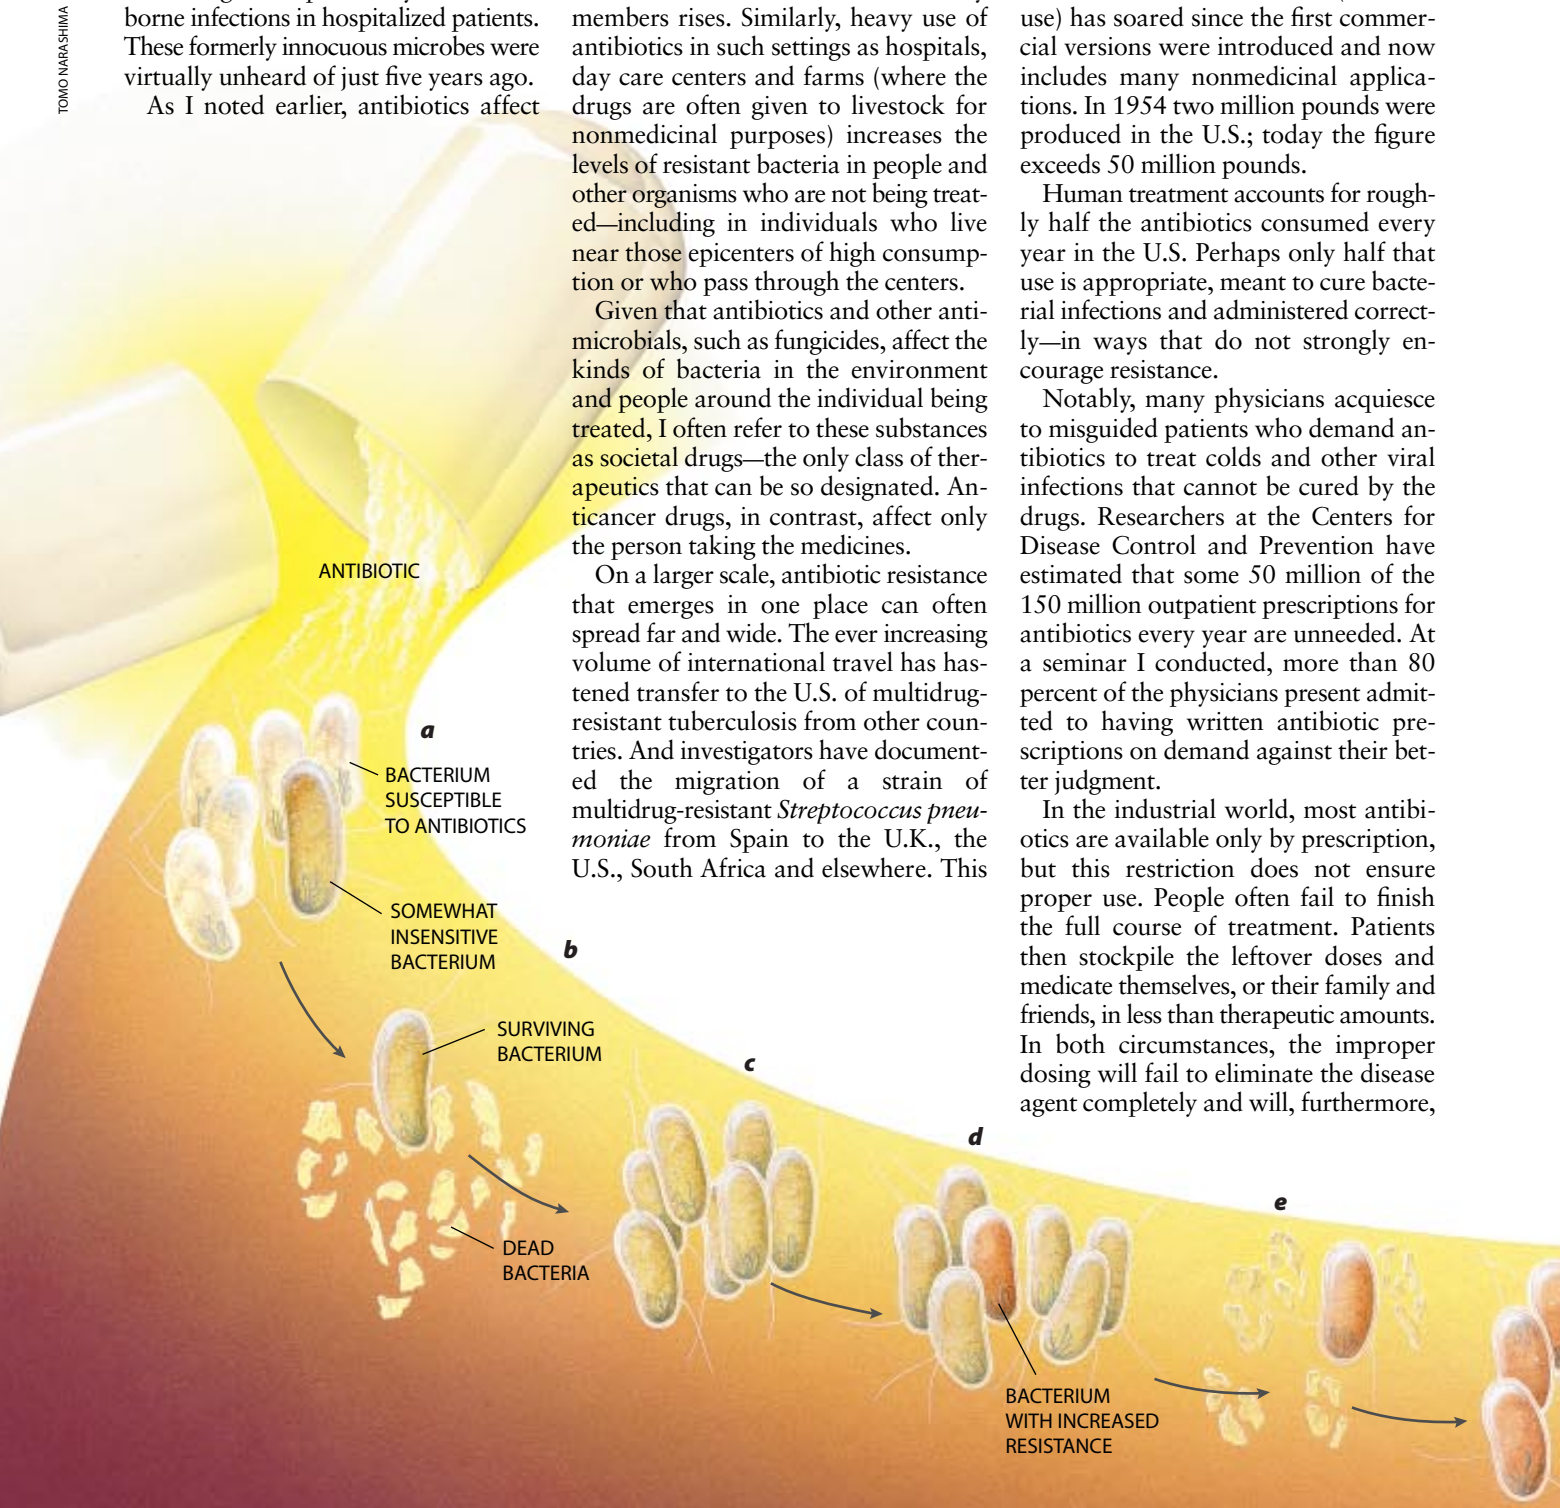 TOMO NARASHIMA
borne infections in hospitalized patients.
These formerly innocuous microbes were
virtually unheard of just five years ago.
As I noted earlier, antibiotics affect
members rises. Similarly, heavy use of
antibiotics in such settings as hospitals,
day care centers and farms (where the
drugs are often given to livestock for
nonmedicinal purposes) increases the
levels of resistant bacteria in people and
other organisms who are not being treat-
ed—including in individuals who live
near those epicenters of high consump-
tion or who pass through the centers.
Given that antibiotics and other anti-
microbials, such as fungicides, affect the
kinds of bacteria in the environment
and people around the individual being
treated, I often refer to these substances
as societal drugs—the only class of ther-
apeutics that can be so designated. An-
ticancer drugs, in contrast, affect only
the person taking the medicines.
On a larger scale, antibiotic resistance
that emerges in one place can often
spread far and wide. The ever increasing
volume of international travel has has-
tened transfer to the U.S. of multidrug-
resistant tuberculosis from other coun-
tries. And investigators have document-
ed the migration of a strain of
multidrug-resistant Streptococcus pneu-
moniae from Spain to the U.K., the
U.S., South Africa and elsewhere. This
use) has soared since the first commer-
cial versions were introduced and now
includes many nonmedicinal applica-
tions. In 1954 two million pounds were
produced in the U.S.; today the figure
exceeds 50 million pounds.
Human treatment accounts for rough-
ly half the antibiotics consumed every
year in the U.S. Perhaps only half that
use is appropriate, meant to cure bacte-
rial infections and administered correct-
ly—in ways that do not strongly en-
courage resistance.
Notably, many physicians acquiesce
to misguided patients who demand an-
tibiotics to treat colds and other viral
infections that cannot be cured by the
drugs. Researchers at the Centers for
Disease Control and Prevention have
estimated that some 50 million of the
150 million outpatient prescriptions for
antibiotics every year are unneeded. At
a seminar I conducted, more than 80
percent of the physicians present admit-
ted to having written antibiotic pre-
scriptions on demand against their bet-
ter judgment.
In the industrial world, most antibi-
otics are available only by prescription,
but this restriction does not ensure
proper use. People often fail to finish
the full course of treatment. Patients
then stockpile the leftover doses and
medicate themselves, or their family and
friends, in less than therapeutic amounts.
In both circumstances, the improper
dosing will fail to eliminate the disease
agent completely and will, furthermore,
ANTIBIOTIC
a
BACTERIUM
SUSCEPTIBLE
TO ANTIBIOTICS
SOMEWHAT
INSENSITIVE
BACTERIUM
b
SURVIVING
BACTERIUM
DEAD
BACTERIA
c
d
BACTERIUM
WITH INCREASED
RESISTANCE
e